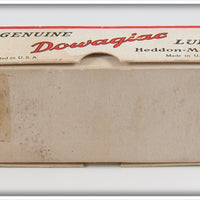 GENUINE Dowagiac LU
Heddon-M
Made in U.S.A. Made in U.